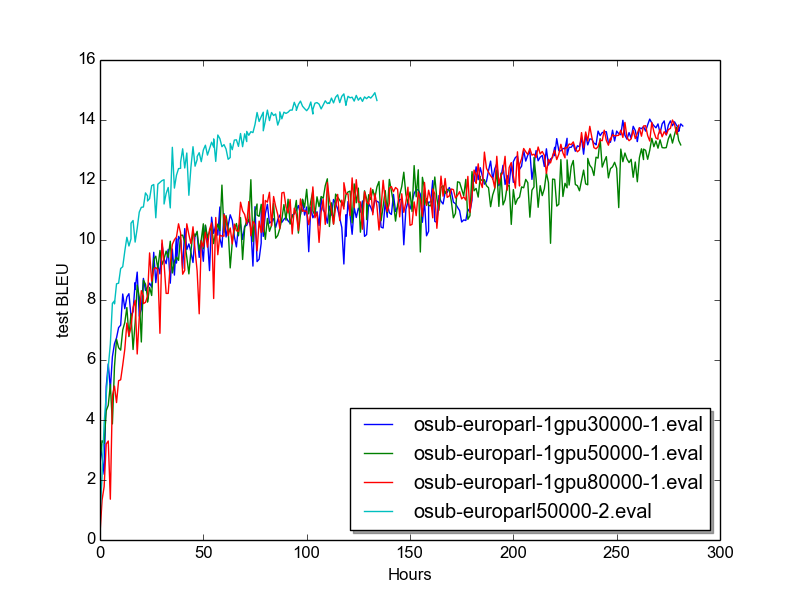 16
14
12
10
8
6
4
2
0
test BLEU
osub-europarl-1gpu30000-1.eval
osub-europarl-1gpu50000-1.eval
osub-europarl-1gpu80000-1.eval
osub-europarl50000-2.eval
0 50 100 150 200 250 300
Hours